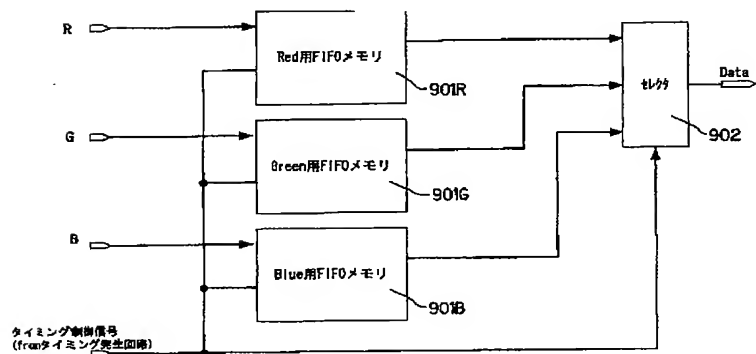 R
Red用FIFOメモリ
901R
セレクタ
Data
902
G
Green用FIFOメモリ
901G
B
Blue用FIFOメモリ
901B
タイミング制御信号
(fromタイミング発生回路)